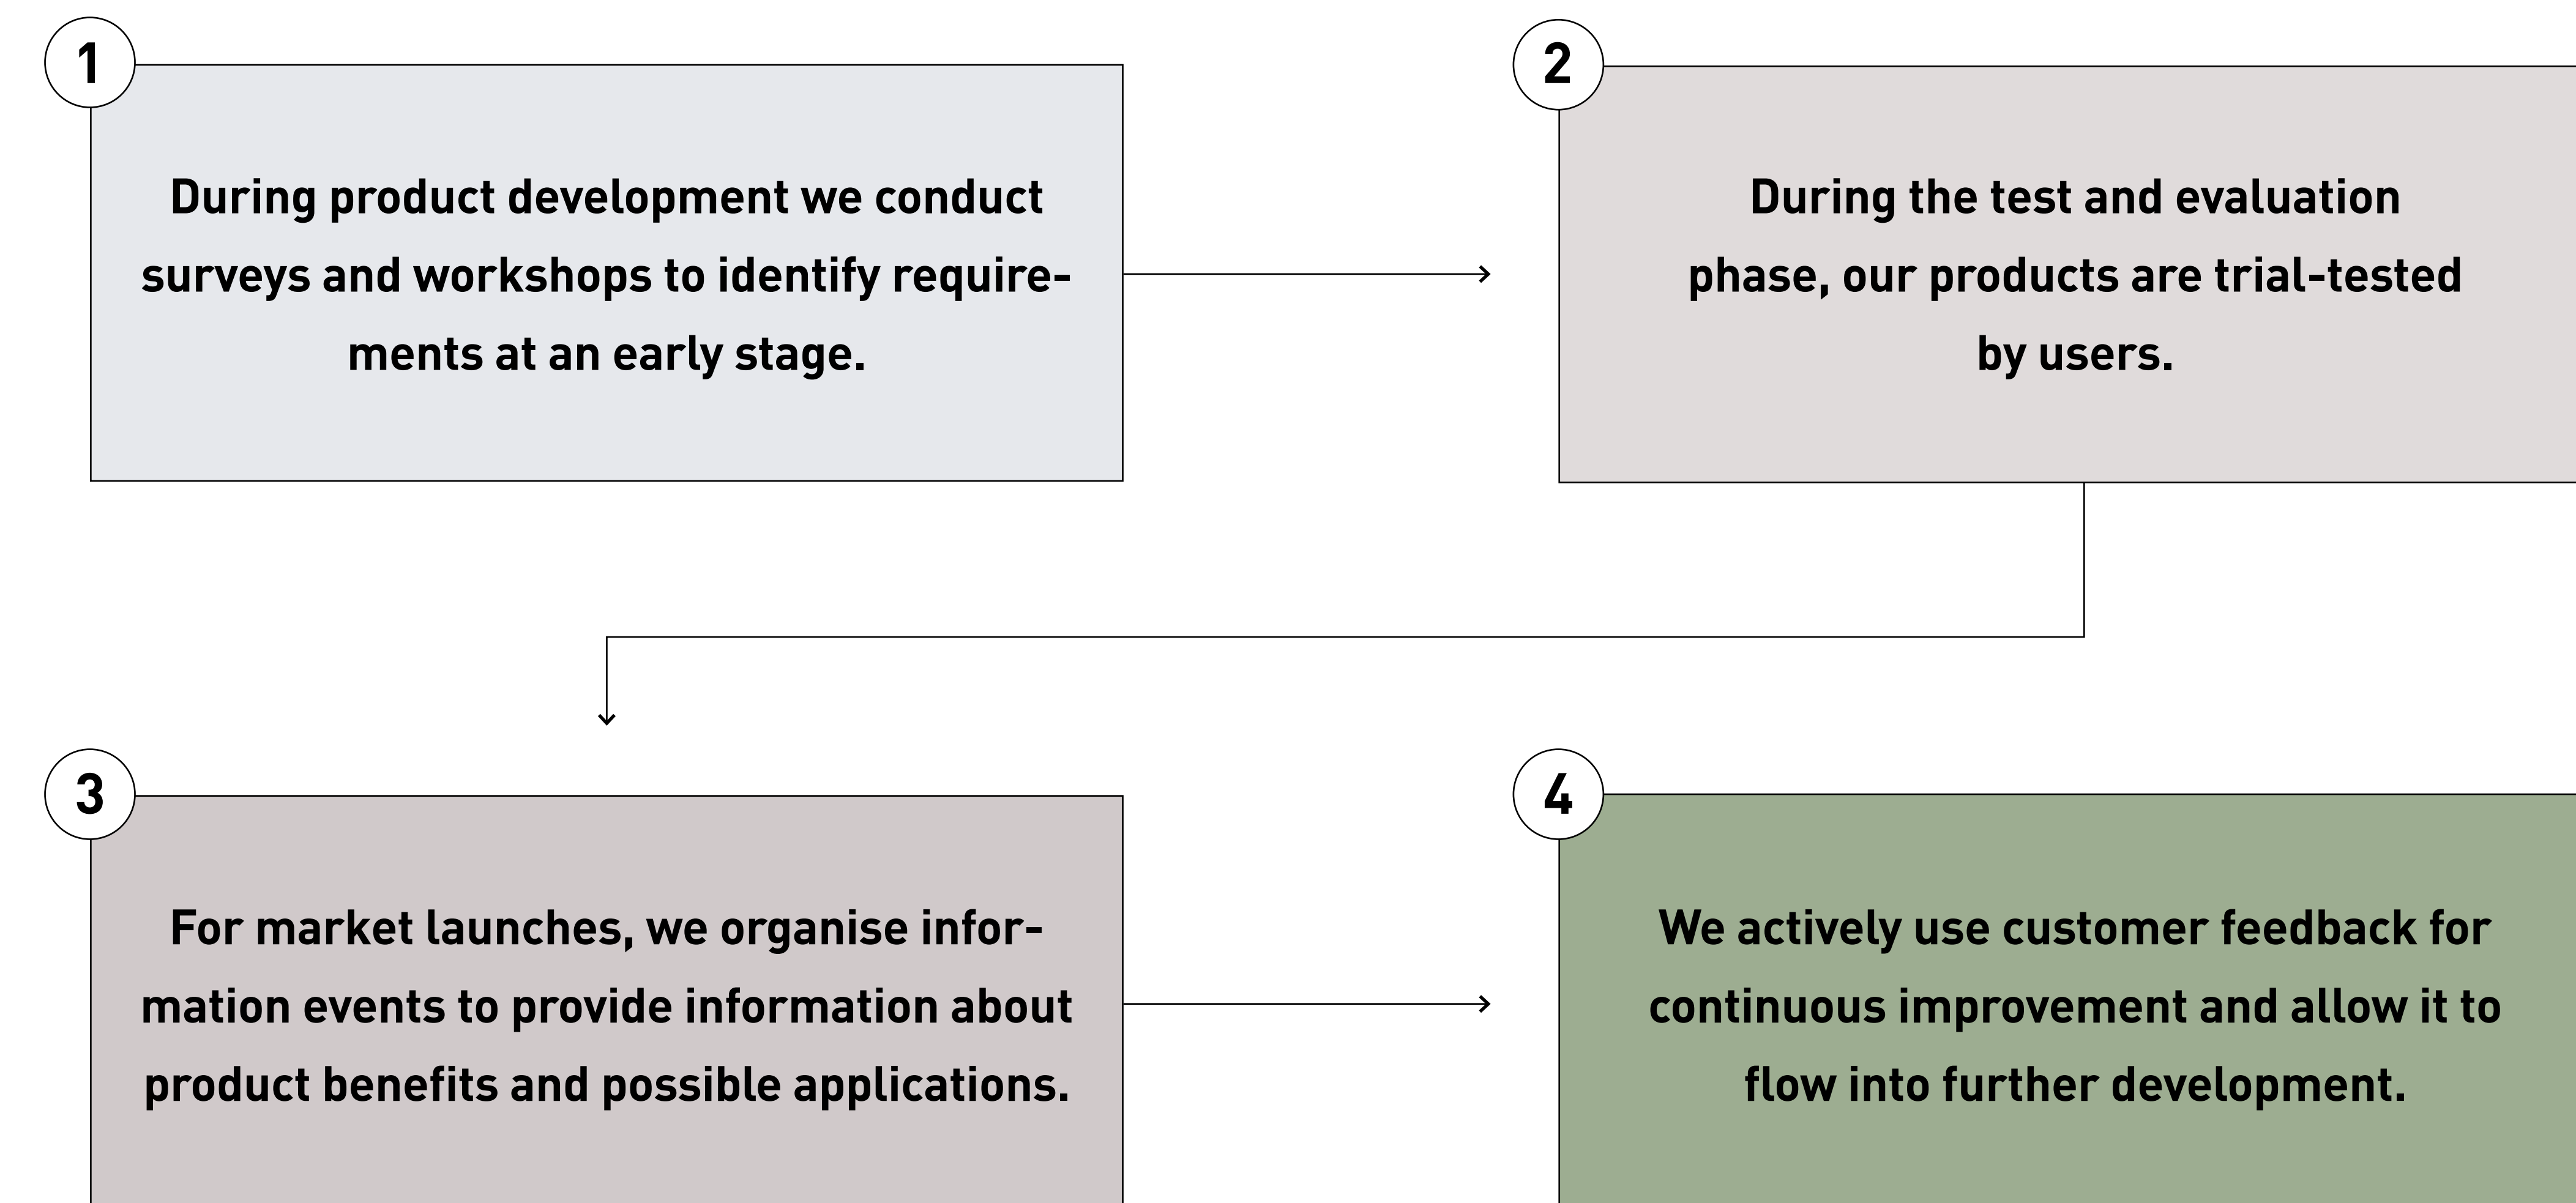 1
During product development we conduct
surveys and workshops to identify require-
ments at an early stage.
2
During the test and evaluation
phase, our products are trial-tested
by users.
3
For market launches, we organise infor-
mation events to provide information about
product benefits and possible applications.
4
We actively use customer feedback for
continuous improvement and allow it to
flow into further development.